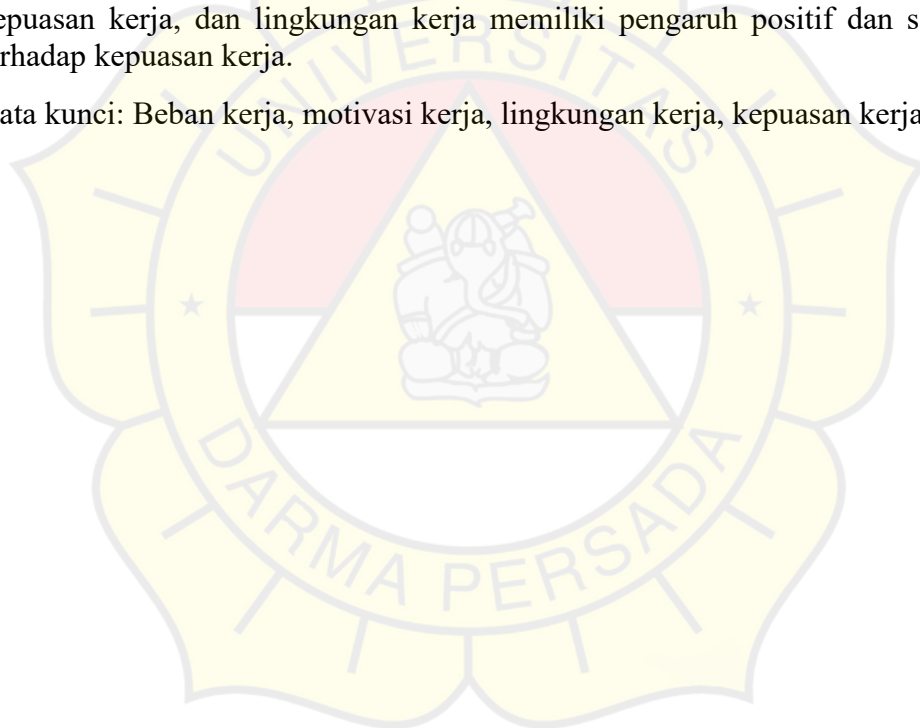 epuasan kerja, dan lingkungan kerja memiliki pengaruh positif dan s
rhadap kepuasan kerja.
ata kunci: Beban kerja, motivasi kerja, lingkungan kerja, kepuasan kerja
UNIVERSITAS
DARMA PERSADA